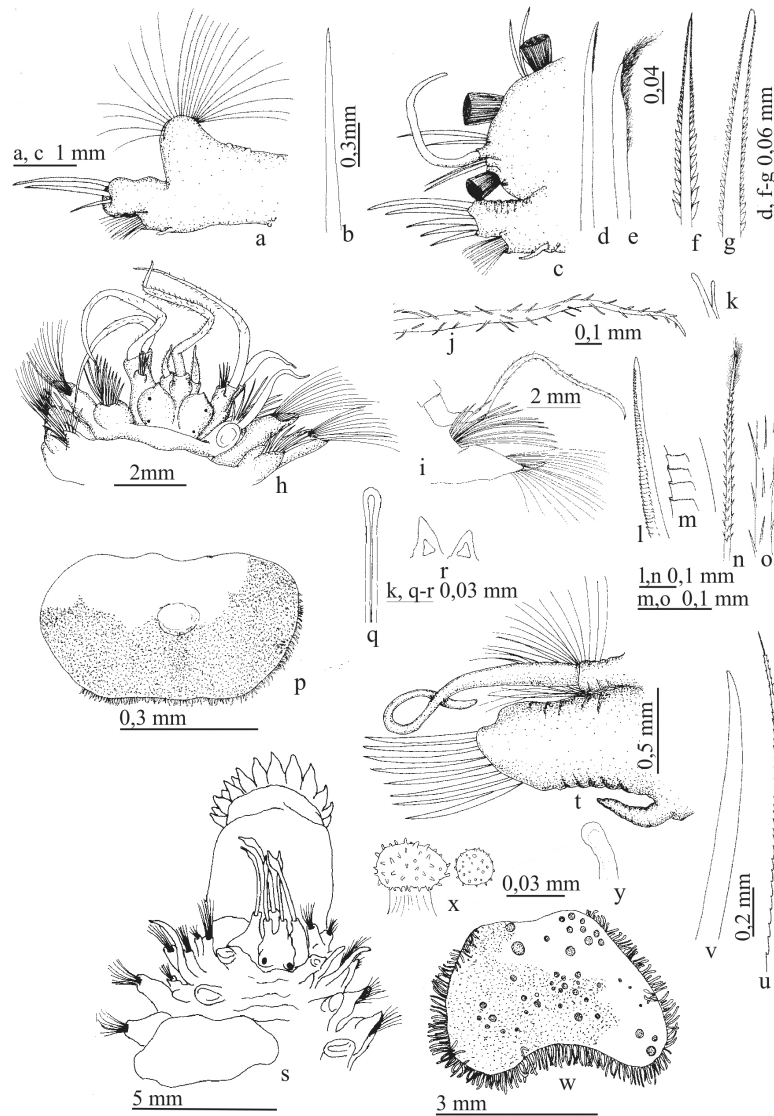 a, c 1 mm
a
0,3mm
b
c
0,04
d
e
f
g
d, f-g 0,06 mm
h
2mm
j
0,1 mm
k
2 mm
i
l
m
n
o
l,n 0,1 mm
m,o 0,1 mm
p
0,3 mm
q
r
k, q-r 0,03 mm
t
0,5 mm
s
5 mm
x
0,03 mm
y
v
0,2 mm
u
w
3 mm